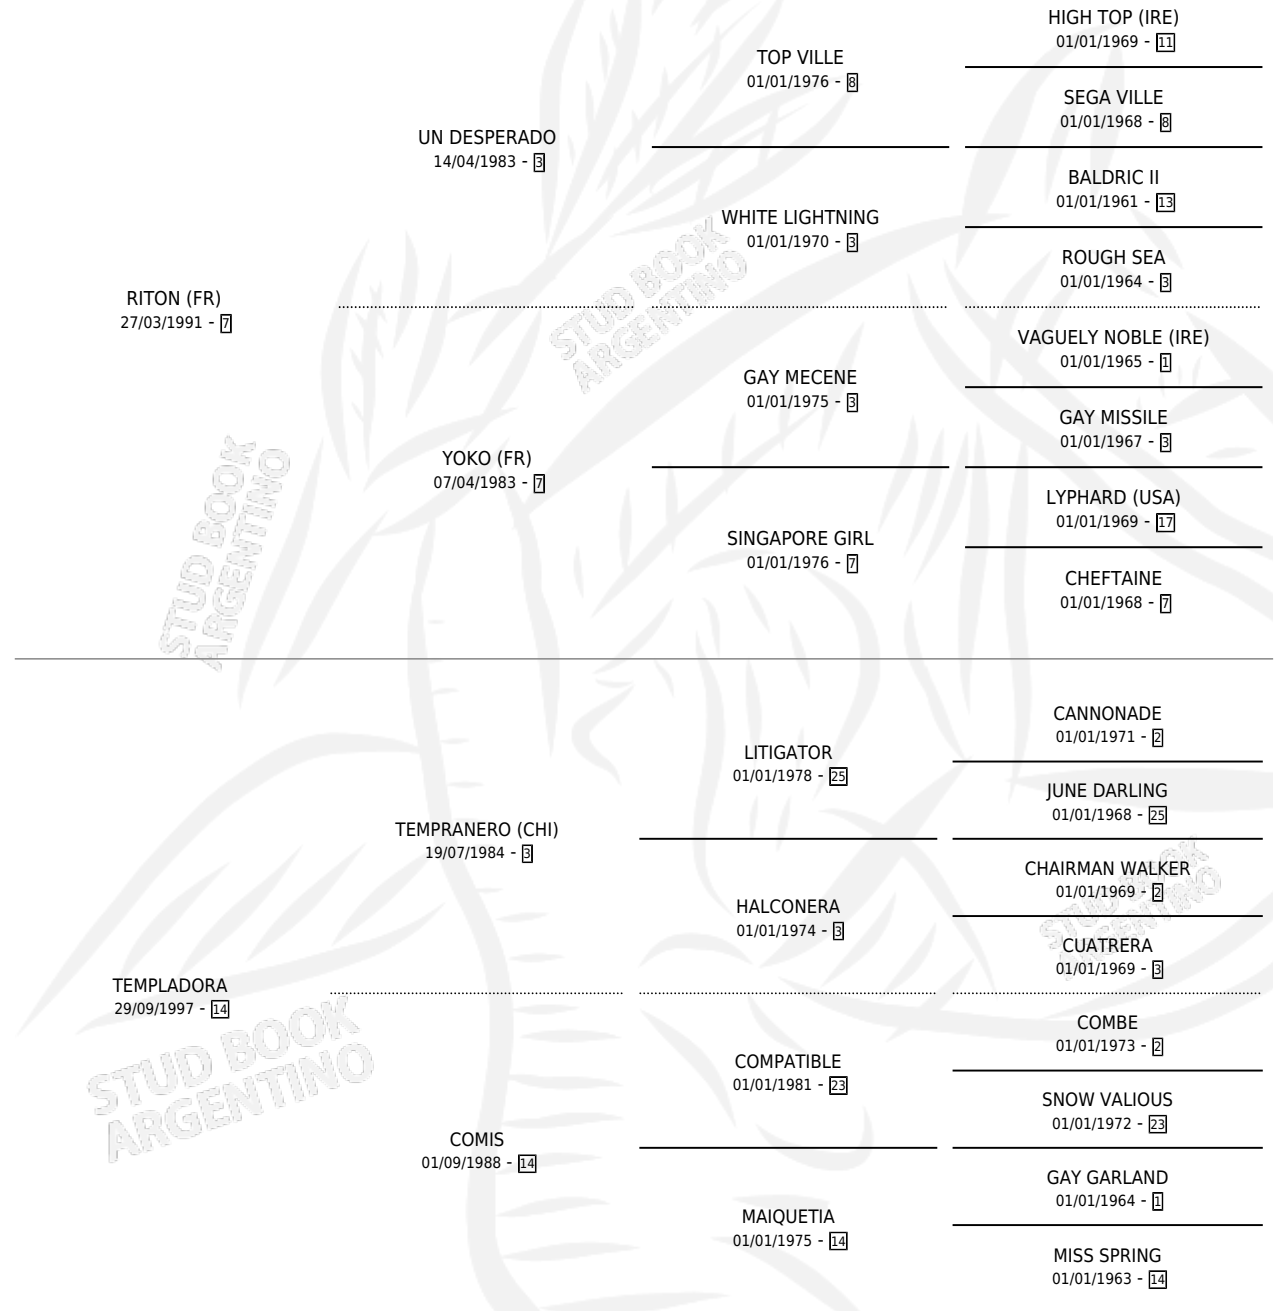 HIGH TOP (IRE)
01/01/1969 - 11
TOP VILLE
01/01/1976 - 8
SEGA VILLE
01/01/1968 - 8
UN DESPERADO
14/04/1983 - 3
BALDRIC II
01/01/1961 - 13
WHITE LIGHTNING
01/01/1970 - 3
ROUGH SEA
01/01/1964 - 3
RITON (FR)
27/03/1991 - 7
VAGUELY NOBLE (IRE)
01/01/1965 - 1
GAY MECENE
01/01/1975 - 3
GAY MISSILE
01/01/1967 - 3
YOKO (FR)
07/04/1983 - 7
LYPHARD (USA)
01/01/1969 - 17
SINGAPORE GIRL
01/01/1976 - 7
CHEFTAINE
01/01/1968 - 7
CANNONADE
01/01/1971 - 2
LITIGATOR
01/01/1978 - 25
JUNE DARLING
01/01/1968 - 25
TEMPRANERO (CHI)
19/07/1984 - 3
CHAIRMAN WALKER
01/01/1969 - 2
HALCONERA
01/01/1974 - 3
CUATRERA
01/01/1969 - 3
TEMPLADORA
29/09/1997 - 14
COMBE
01/01/1973 - 2
COMPATIBLE
01/01/1981 - 23
SNOW VALIOUS
01/01/1972 - 23
COMIS
01/09/1988 - 14
GAY GARLAND
01/01/1964 - 1
MAIQUETIA
01/01/1975 - 14
MISS SPRING
01/01/1963 - 14
STUD BOOK
ARGENTINO
STUD BOOK
ARGENTINO
STUD BOOK
ARGENTINO
STUD BOOK
ARGENTINO